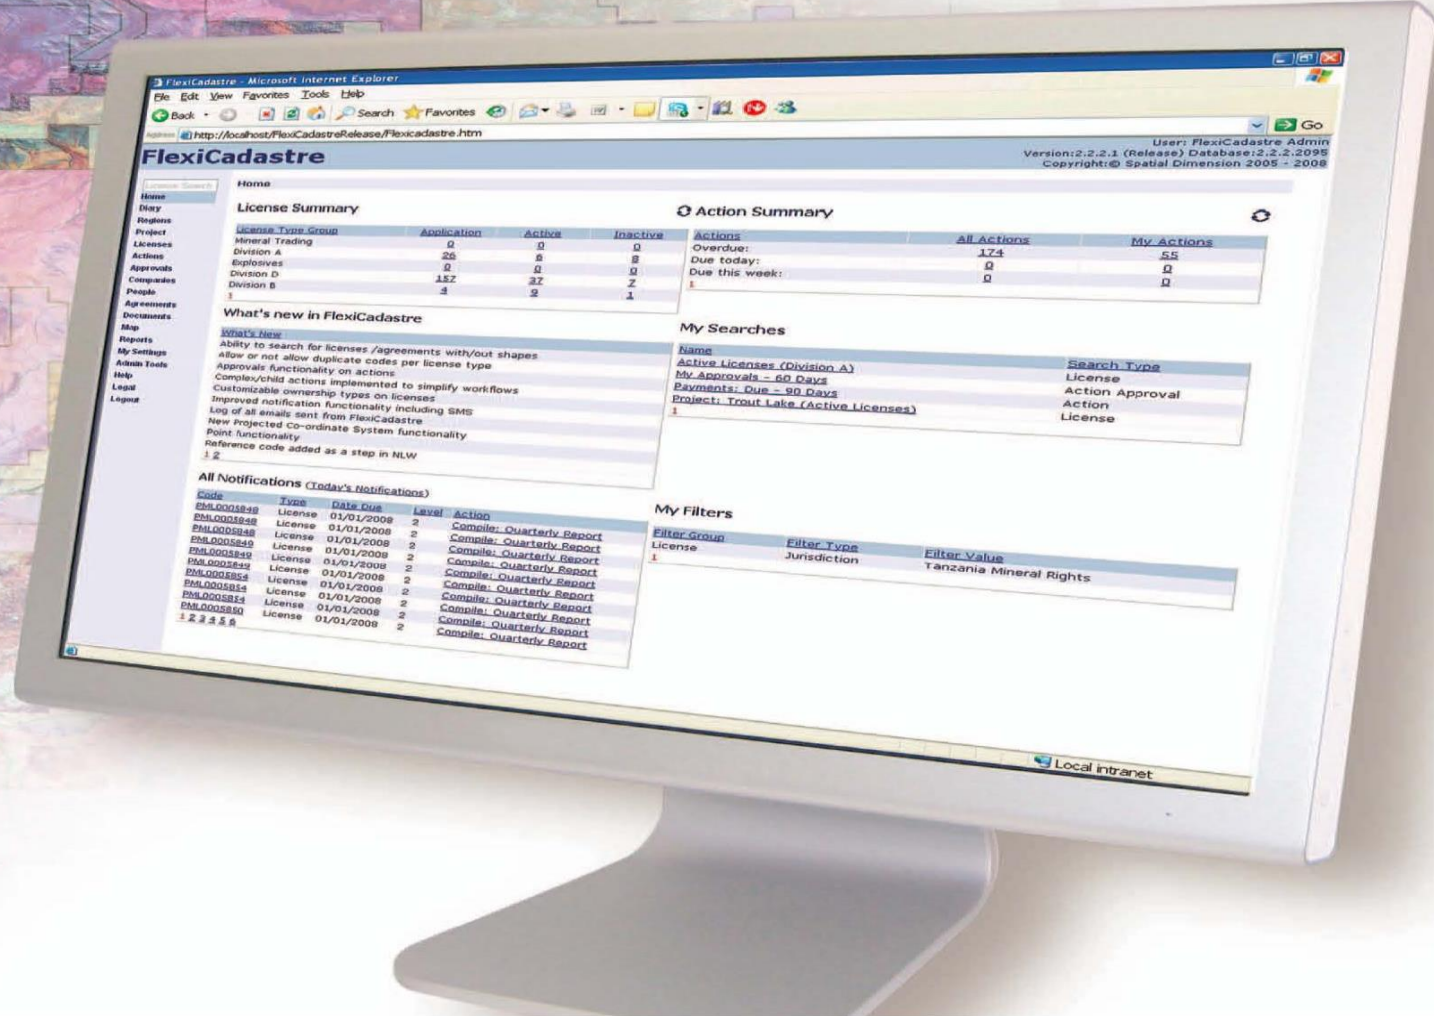 FlexiCadastre - Microsoft Internet Explorer
File Edit View Favorites Tools Help
Back Search Favorites
Address http://localhost/FlexiCadastreRelease/Flexicadastre.htm Go
FlexiCadastre
User: FlexiCadastre Admin
Version:2.2.2.1 (Release) Database:2.2.2.2095
Copyright:© Spatial Dimension 2005 - 2008
License Search
Home
Diary
Regions
Project
Licenses
Actions
Approvals
Companies
People
Agreements
Documents
Map
Reports
My Settings
Admin Tools
Help
Legal
Logout
Home
License Summary
License Type Group Application Active Inactive
Mineral Trading 0 0 0
Division A 26 6 8
Explosives 0 0 0
Division D 157 37 7
Division B 4 9 1
1
What's new in FlexiCadastre
What's New
Ability to search for licenses /agreements with/out shapes
Allow or not allow duplicate codes per license type
Approvals functionality on actions
Complex/child actions implemented to simplify workflows
Customizable ownership types on licenses
Improved notification functionality including SMS
Log of all emails sent from FlexiCadastre
New Projected Co-ordinate System functionality
Point functionality
Reference code added as a step in NLW
1 2
All Notifications (Today's Notifications)
Code Type Date Due Level Action
PML0005848 License 01/01/2008 2 Compile: Quarterly Report
PML0005848 License 01/01/2008 2 Compile: Quarterly Report
PML0005848 License 01/01/2008 2 Compile: Quarterly Report
PML0005849 License 01/01/2008 2 Compile: Quarterly Report
PML0005849 License 01/01/2008 2 Compile: Quarterly Report
PML0005849 License 01/01/2008 2 Compile: Quarterly Report
PML0005854 License 01/01/2008 2 Compile: Quarterly Report
PML0005854 License 01/01/2008 2 Compile: Quarterly Report
PML0005854 License 01/01/2008 2 Compile: Quarterly Report
PML0005850 License 01/01/2008 2 Compile: Quarterly Report
1 2 3 4 5 6
Action Summary
Actions All Actions My Actions
Overdue: 174 55
Due today: 0 0
Due this week: 0 0
1
My Searches
Name Search Type
Active Licenses (Division A) License
My Approvals - 60 Days Action Approval
Payments: Due - 90 Days Action
Project: Trout Lake (Active Licenses) License
1
My Filters
Filter Group Filter Type Filter Value
License Jurisdiction Tanzania Mineral Rights
1
Local intranet